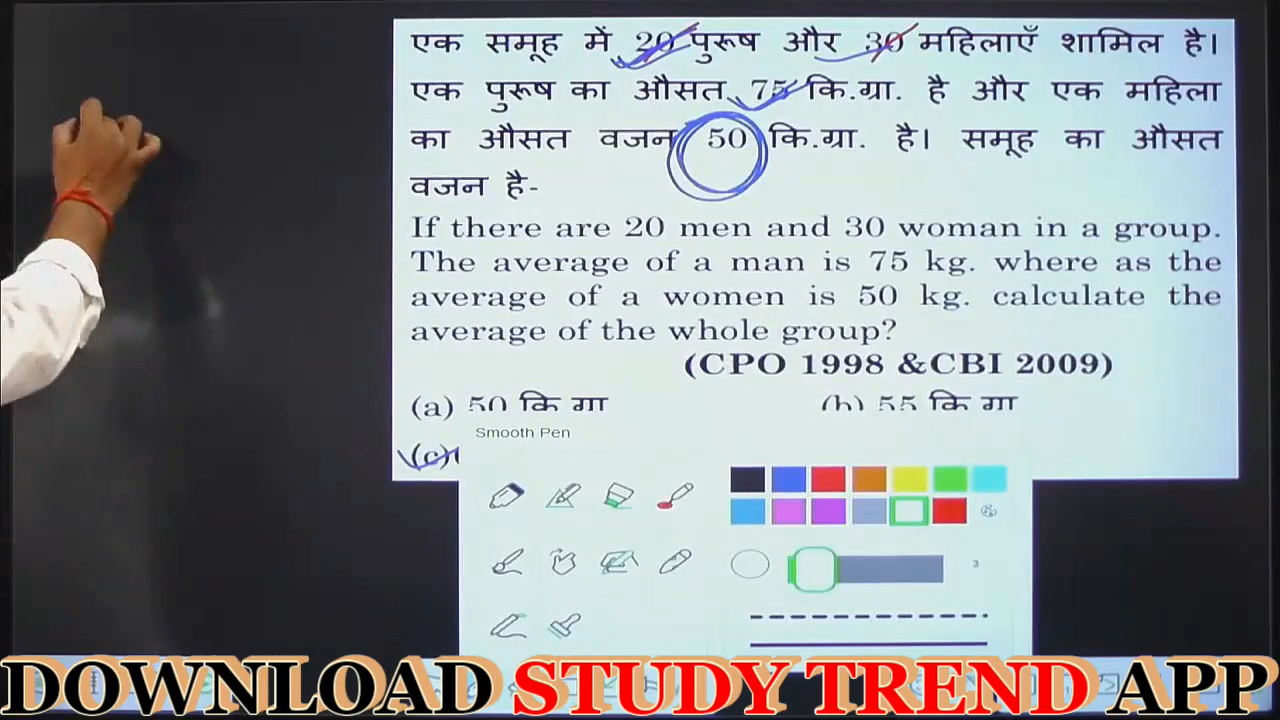 एक समूह में 20 पुरूष और 30 महिलाएँ शामिल है।
एक पुरूष का औसत 75 कि.ग्रा. है और एक महिला
का औसत वजन 50 कि.ग्रा. है। समूह का औसत
वजन है-
If there are 20 men and 30 woman in a group.
The average of a man is 75 kg. where as the
average of a women is 50 kg. calculate the
average of the whole group?
(CPO 1998 &CBI 2009)
(a) 50 कि गा (b) 55 कि गा
Smooth Pen
(c)
3
DOWNLOAD STUDY TREND APP